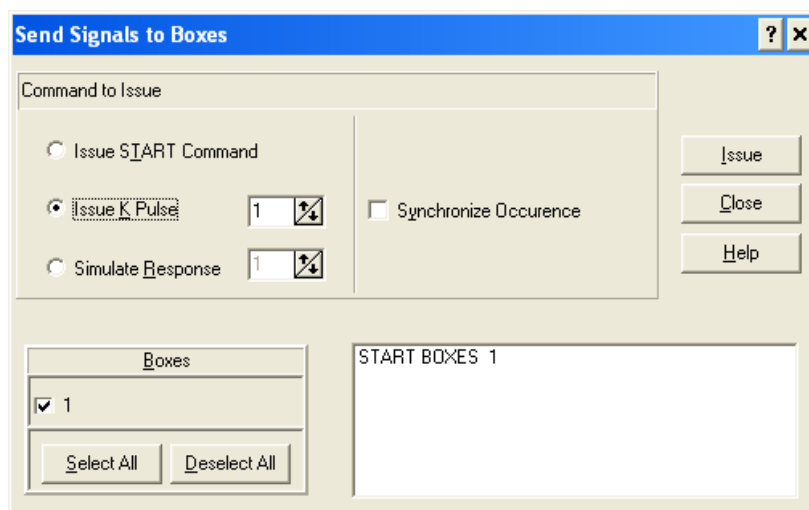 Send Signals to Boxes
?
Command to Issue
Issue START Command
Issue K Pulse
1
Synchronize Occurence
Simulate Response
1
Issue
Close
Help
Boxes
1
Select All
Deselect All
START BOXES 1